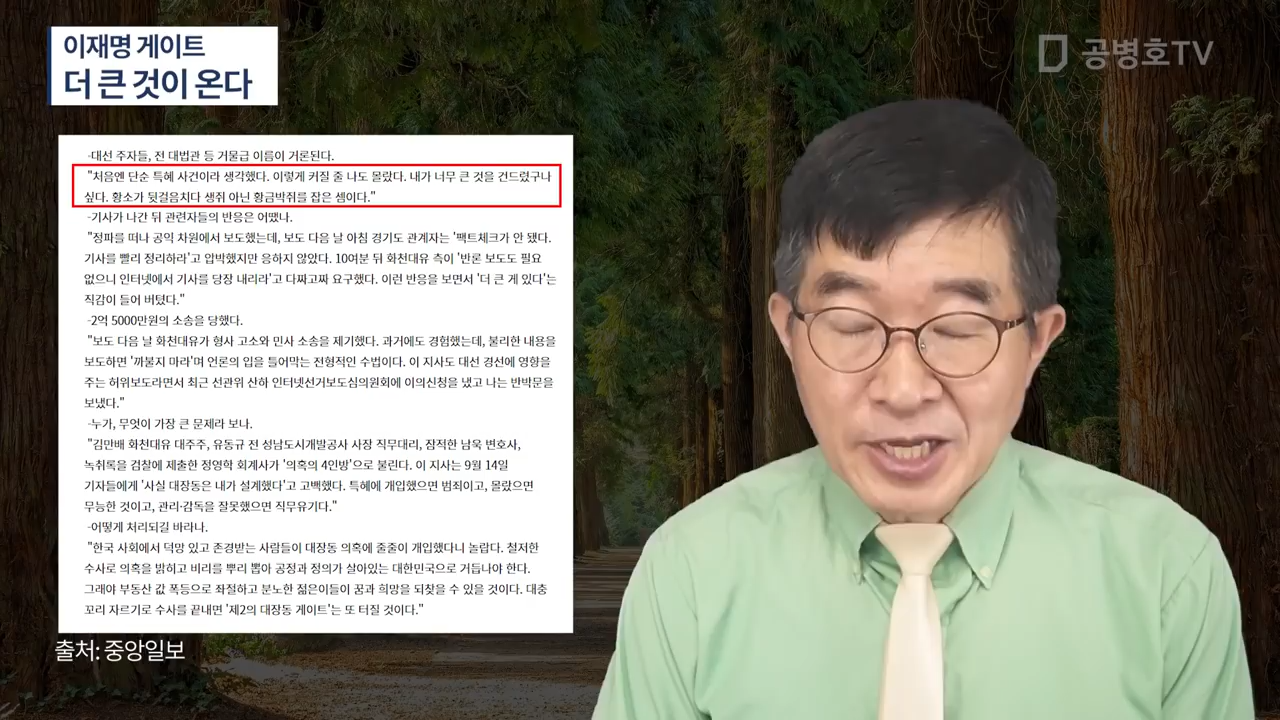 이재명 게이트
더 큰 것이 온다
공병호TV
-대선 주자들, 전 대법관 등 거물급 이름이 거론된다.
"처음엔 단순 특혜 사건이라 생각했다. 이렇게 커질 줄 나도 몰랐다. 내가 너무 큰 것을 건드렸구나
싶다. 황소가 뒷걸음치다 생쥐 아닌 황금박쥐를 잡은 셈이다."
-기사가 나간 뒤 관련자들의 반응은 어땠나.
"정파를 떠나 공익 차원에서 보도했는데, 보도 다음 날 아침 경기도 관계자는 '팩트체크가 안 됐다.
기사를 빨리 정리하라'고 압박했지만 응하지 않았다. 10여분 뒤 화천대유 측이 '반론 보도도 필요
없으니 인터넷에서 기사를 당장 내리라'고 다짜고짜 요구했다. 이런 반응을 보면서 '더 큰 게 있다'는
직감이 들어 버텼다."
-2억 5000만원의 소송을 당했다.
"보도 다음 날 화천대유가 형사 고소와 민사 소송을 제기했다. 과거에도 경험했는데, 불리한 내용을
보도하면 '까불지 마라'며 언론의 입을 틀어막는 전형적인 수법이다. 이 지사도 대선 경선에 영향을
주는 허위보도라면서 최근 선관위 산하 인터넷선거보도심의위원회에 이의신청을 냈고 나는 반박문을
보냈다."
-누가, 무엇이 가장 큰 문제라 보나.
"김만배 화천대유 대주주, 유동규 전 성남도시개발공사 사장 직무대리, 잠적한 남욱 변호사,
녹취록을 검찰에 제출한 정영학 회계사가 '의혹의 4인방'으로 불린다. 이 지사는 9월 14일
기자들에게 '사실 대장동은 내가 설계했다'고 고백했다. 특혜에 개입했으면 범죄이고, 몰랐으면
무능한 것이고, 관리·감독을 잘못했으면 직무유기다."
-어떻게 처리되길 바라나.
"한국 사회에서 덕망 있고 존경받는 사람들이 대장동 의혹에 줄줄이 개입했다니 놀랍다. 철저한
수사로 의혹을 밝히고 비리를 뿌리 뽑아 공정과 정의가 살아있는 대한민국으로 거듭나야 한다.
그래야 부동산 값 폭등으로 좌절하고 분노한 젊은이들이 꿈과 희망을 되찾을 수 있을 것이다. 대충
꼬리 자르기로 수사를 끝내면 '제2의 대장동 게이트'는 또 터질 것이다."
출처: 중앙일보